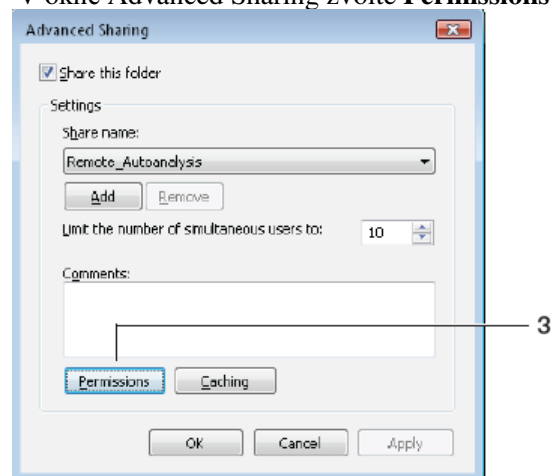 V okně Advanced Sharing zvolte Permissions
Advanced Sharing
Share this folder
Settings
Share name:
Remote_Autoanalysis
Add Remove
Limit the number of simultaneous users to: 10
Comments:
3
Permissions Caching
OK Cancel Apply